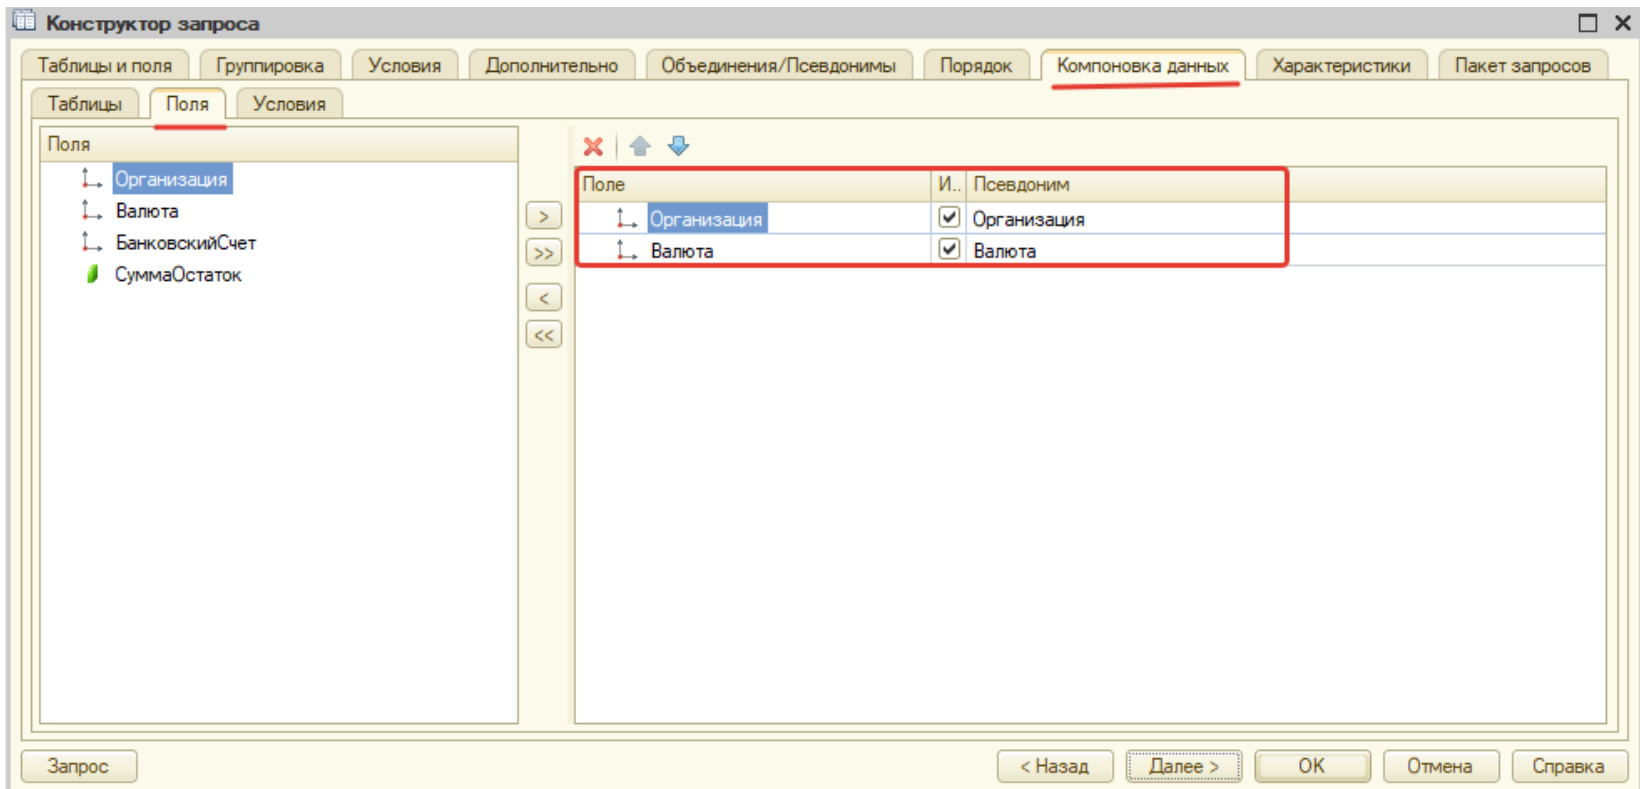 Конструктор запроса
Таблицы и поля Группировка Условия Дополнительно Объединения/Псевдонимы Порядок Компоновка данных Характеристики Пакет запросов
Таблицы Поля Условия
Поля
Организация
Валюта
БанковскийСчет
СуммаОстаток
>
>>
<
<<
Поле И.. Псевдоним
Организация Организация
Валюта Валюта
Запрос < Назад Далее > ОК Отмена Справка